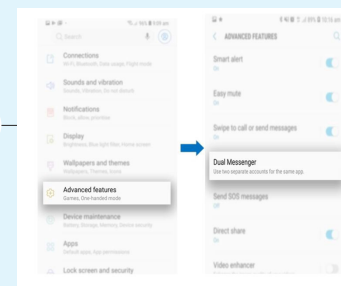 Search
Connections
Wi-Fi, Bluetooth, Data usage, Flight mode
Sounds and vibration
Sounds, Vibration, Do not disturb
Notifications
Block, allow, prioritise
Display
Brightness, Blue light filter, Home screen
Wallpapers and themes
Wallpapers, Themes, Icons
Advanced features
Games, One-handed mode
Device maintenance
Battery, Storage, Memory, Device security
Apps
Default apps, App permissions
Lock screen and security
ADVANCED FEATURES
Smart alert
On
Easy mute
On
Swipe to call or send messages
On
Dual Messenger
Use two separate accounts for the same app.
Send SOS messages
Off
Direct share
On
Video enhancer